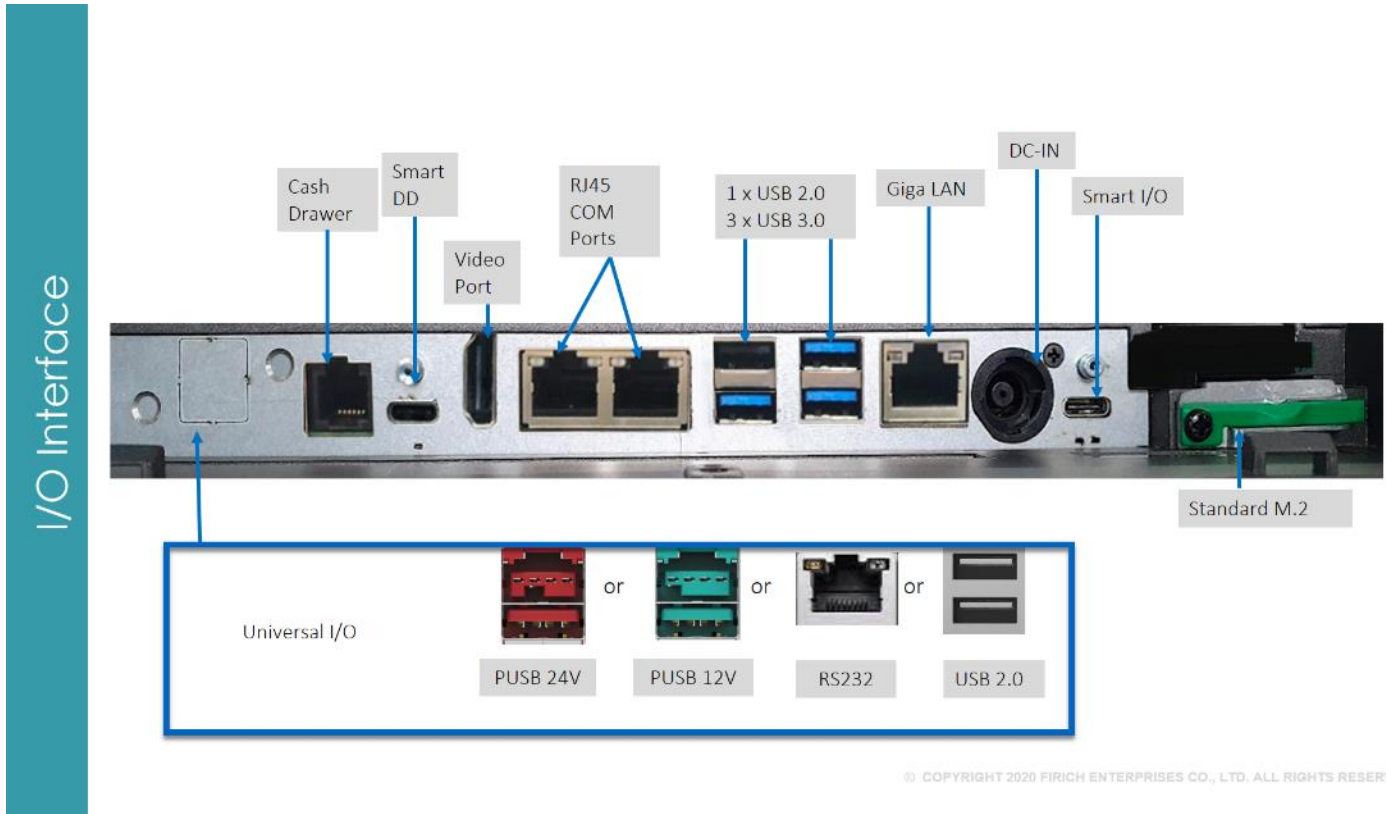 I/O Interface
Cash
Drawer
Smart
DD
Video
Port
RJ45
COM
Ports
1 x USB 2.0
3 x USB 3.0
Giga LAN
DC-IN
Smart I/O
Standard M.2
Universal I/O
or
or
or
PUSB 24V
PUSB 12V
RS232
USB 2.0
© COPYRIGHT 2020 FIRICH ENTERPRISES CO., LTD. ALL RIGHTS RESER